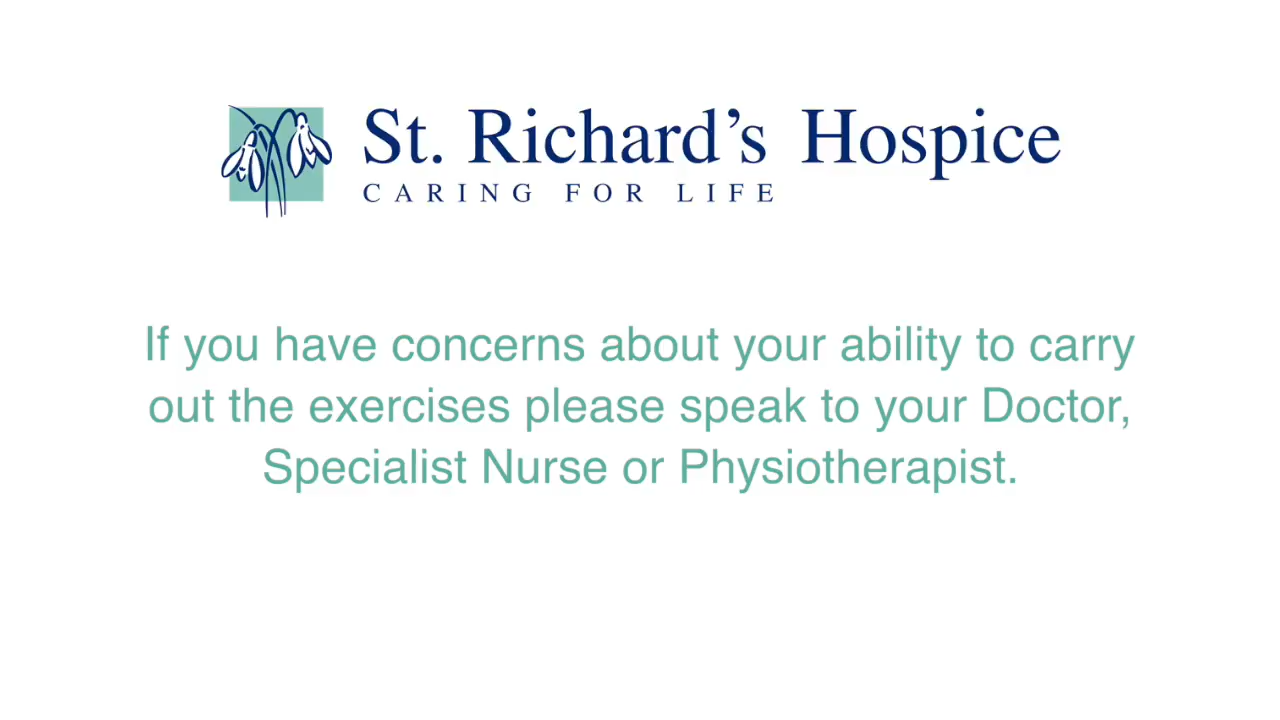 St. Richard's Hospice
CARING FOR LIFE
If you have concerns about your ability to carry
out the exercises please speak to your Doctor,
Specialist Nurse or Physiotherapist.